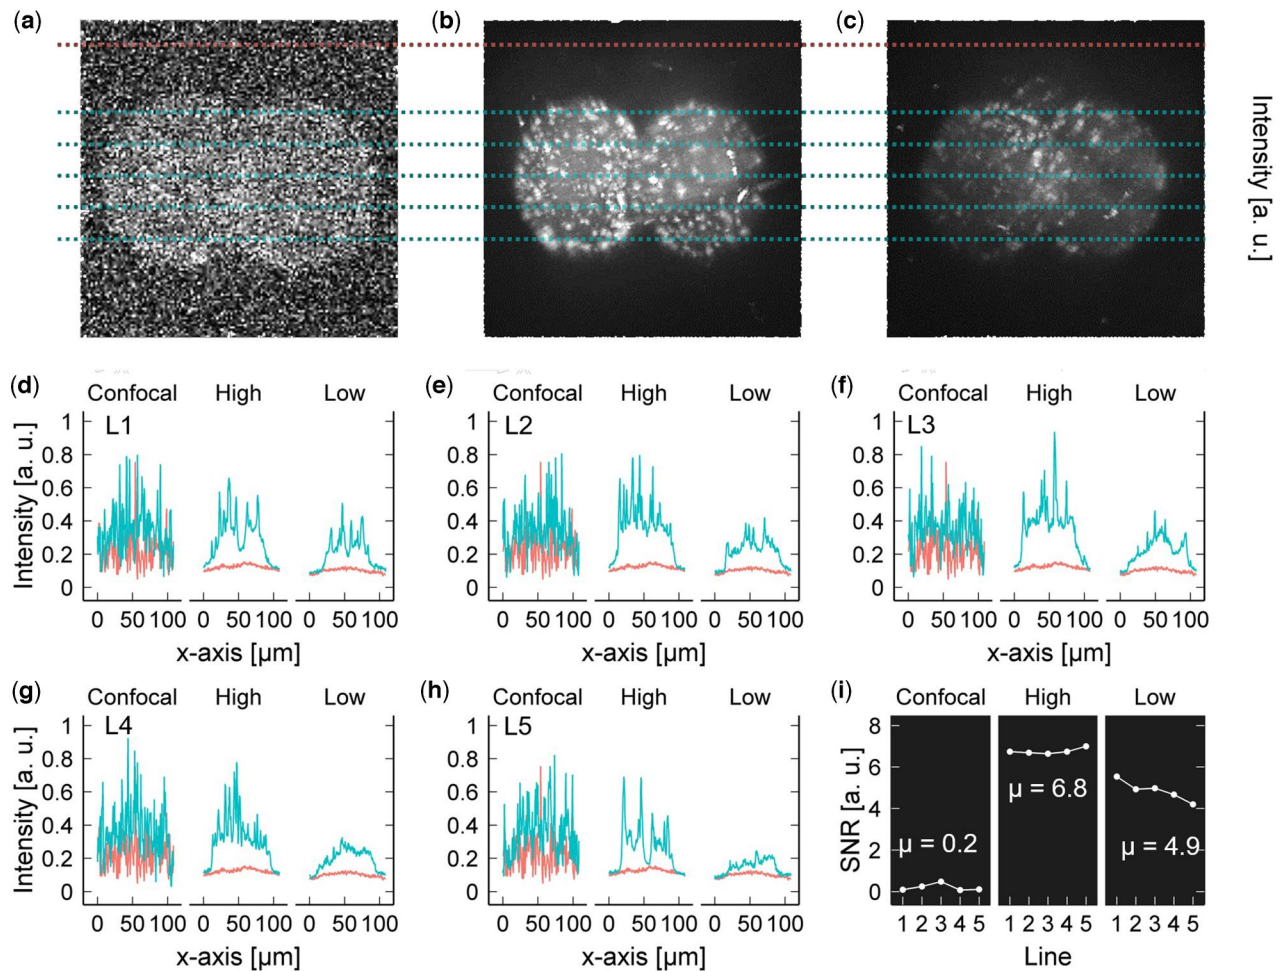 (a)
(b)
(c)
Intensity [a. u.]
(d)
Confocal High Low
L1
Intensity [a. u.]
1
0.8
0.6
0.4
0.2
0
0 50 100 0 50 100 0 50 100
x-axis [µm]
(e)
Confocal High Low
L2
1
0.8
0.6
0.4
0.2
0
0 50 100 0 50 100 0 50 100
x-axis [µm]
(f)
Confocal High Low
L3
1
0.8
0.6
0.4
0.2
0
0 50 100 0 50 100 0 50 100
x-axis [µm]
(g)
Confocal High Low
L4
Intensity [a. u.]
1
0.8
0.6
0.4
0.2
0
0 50 100 0 50 100 0 50 100
x-axis [µm]
(h)
Confocal High Low
L5
1
0.8
0.6
0.4
0.2
0
0 50 100 0 50 100 0 50 100
x-axis [µm]
(i)
Confocal High Low
SNR [a. u.]
8
6
4
2
0
µ = 0.2
µ = 6.8
µ = 4.9
1 2 3 4 5 1 2 3 4 5 1 2 3 4 5
Line